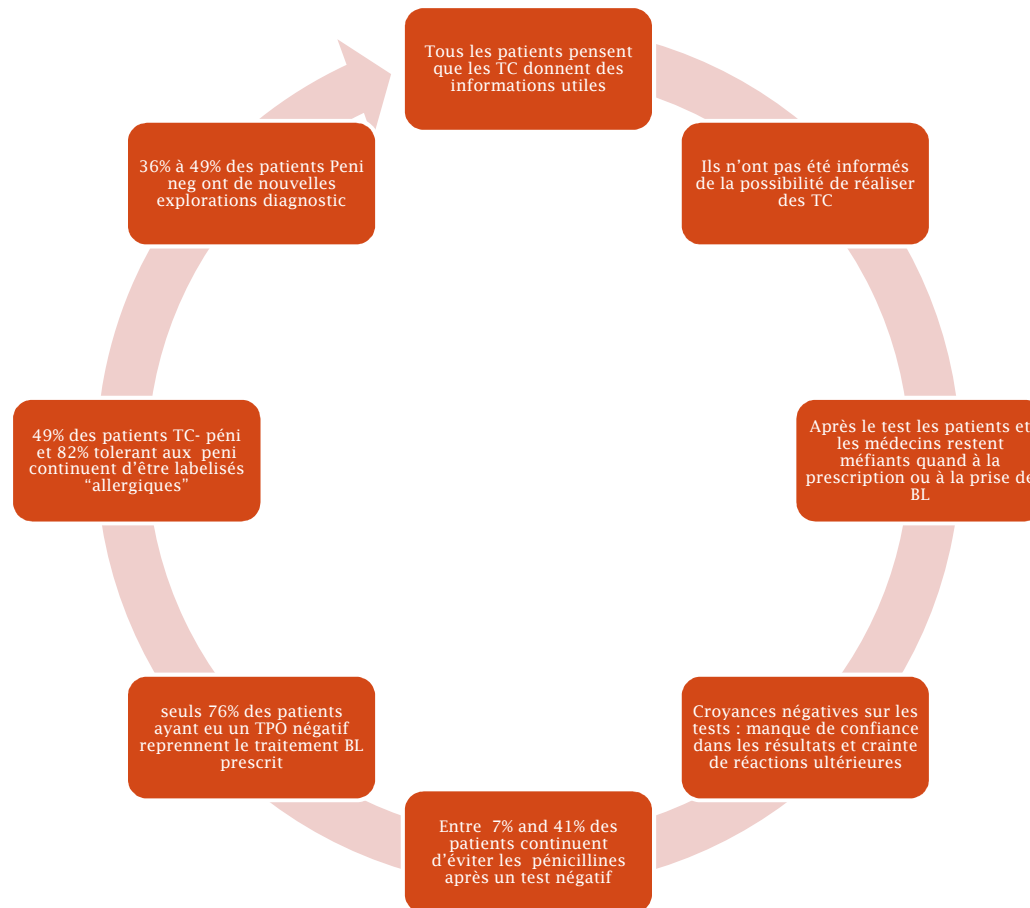 Tous les patients pensent
que les TC donnent des
informations utiles
Ils n'ont pas été informés
de la possibilité de réaliser
des TC
Après le test les patients et
les médecins restent
méfiants quand à la
prescription ou à la prise de
BL
Croyances négatives sur les
tests : manque de confiance
dans les résultats et crainte
de réactions ultérieures
Entre 7% and 41% des
patients continuent
d'éviter les pénicillines
après un test négatif
seuls 76% des patients
ayant eu un TPO négatif
reprennent le traitement BL
prescrit
49% des patients TC- péni
et 82% tolerant aux peni
continuent d'être labelisés
"allergiques"
36% à 49% des patients Peni
neg ont de nouvelles
explorations diagnostic